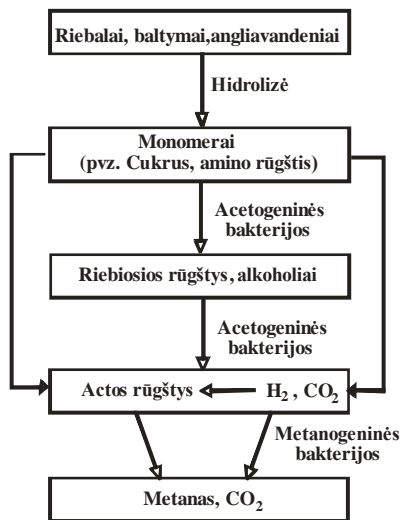 Riebalai, baltymai,angliavandeniai
Hidrolizė
Monomerai
(pvz. Cukrus, amino rūgštis)
Acetogeninės
bakterijos
Riebiosios rūgštys, alkoholiai
Acetogeninės
bakterijos
Actos rūgštys H₂ , CO₂
Metanogeninės
bakterijos
Metanas, CO₂